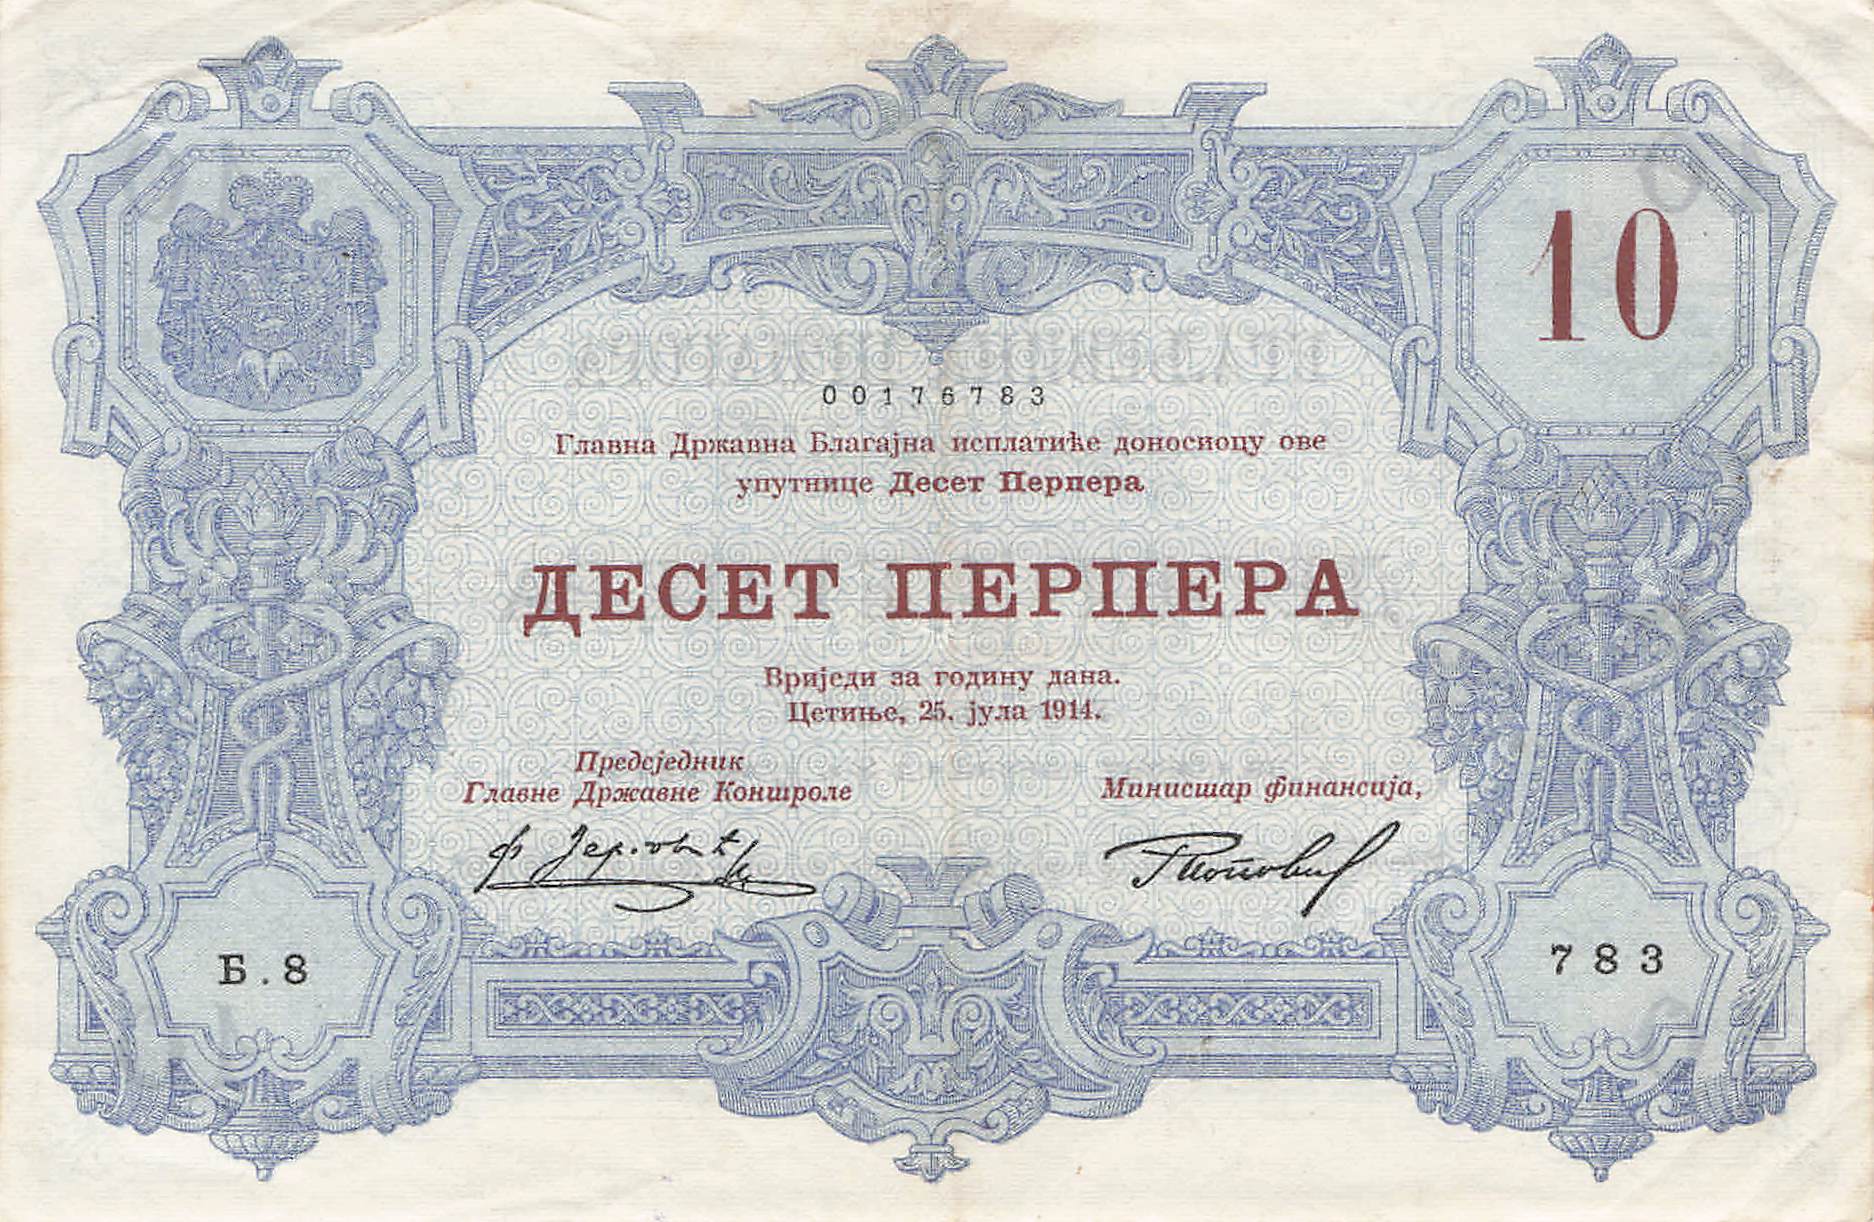 10
00176783
Главна Државна Благајна исплатиће доносиоцу ове
упутнице Десет Перпера
ДЕСЕТ ПЕРПЕРА
Вриједи за годину дана.
Цетиње, 25. јула 1914.
Предсједник
Главне Државне Контроле
Министар финансија,
Б.8
783